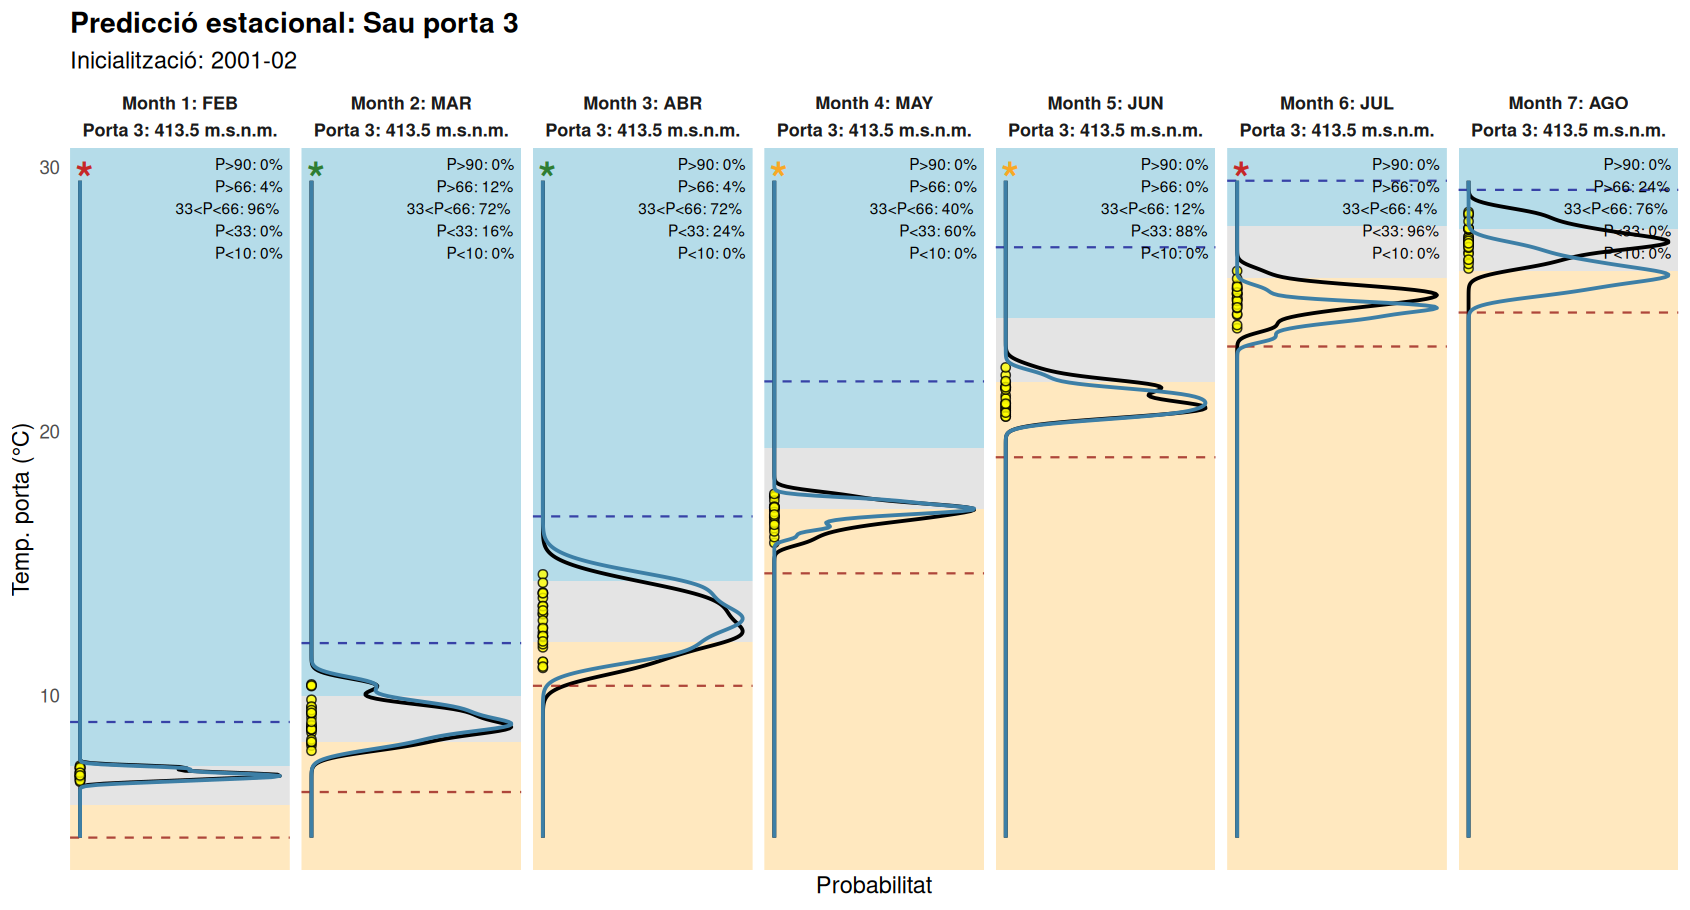 Predicció estacional: Sau porta 3
Inicialització: 2001-02
Month 1: FEB
Porta 3: 413.5 m.s.n.m.
Month 2: MAR
Porta 3: 413.5 m.s.n.m.
Month 3: ABR
Porta 3: 413.5 m.s.n.m.
Month 4: MAY
Porta 3: 413.5 m.s.n.m.
Month 5: JUN
Porta 3: 413.5 m.s.n.m.
Month 6: JUL
Porta 3: 413.5 m.s.n.m.
Month 7: AGO
Porta 3: 413.5 m.s.n.m.
Temp. porta (°C)
30
20
10
*
P>90: 0%
P>66: 4%
33<P<66: 96%
P<33: 0%
P<10: 0%
*
P>90: 0%
P>66: 12%
33<P<66: 72%
P<33: 16%
P<10: 0%
*
P>90: 0%
P>66: 4%
33<P<66: 72%
P<33: 24%
P<10: 0%
*
P>90: 0%
P>66: 0%
33<P<66: 40%
P<33: 60%
P<10: 0%
*
P>90: 0%
P>66: 0%
33<P<66: 12%
P<33: 88%
P<10: 0%
*
P>90: 0%
P>66: 0%
33<P<66: 4%
P<33: 96%
P<10: 0%
P>90: 0%
P>66: 24%
33<P<66: 76%
P<33: 0%
P<10: 0%
Probabilitat